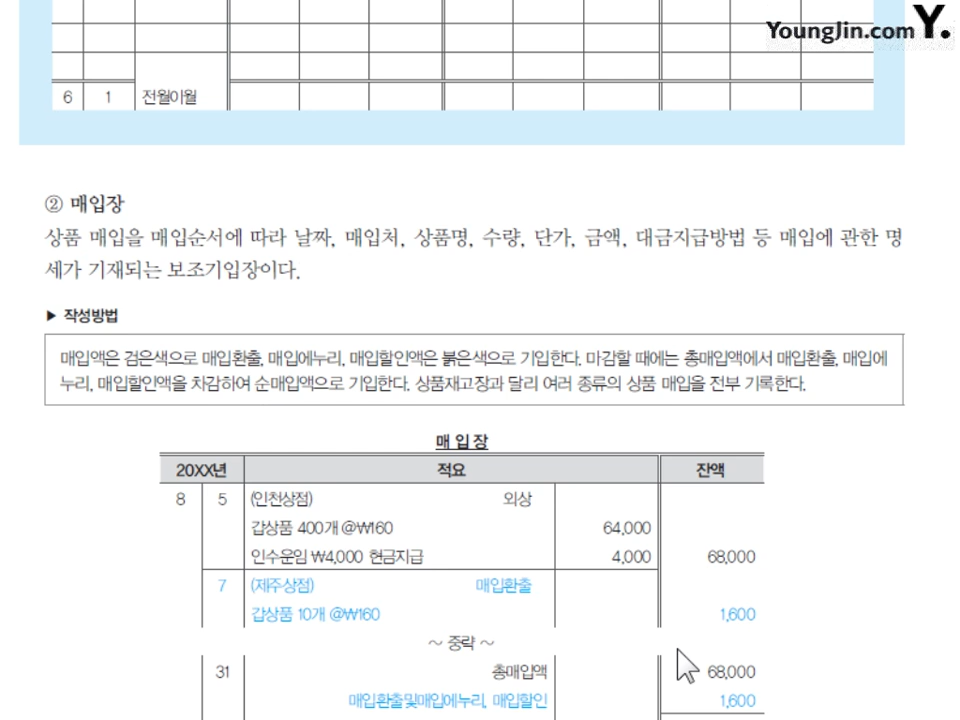 YoungJin.com Y.
6 1 전월이월
② 매입장
상품 매입을 매입순서에 따라 날짜, 매입처, 상품명, 수량, 단가, 금액, 대금지급방법 등 매입에 관한 명
세가 기재되는 보조기입장이다.
▶ 작성방법
매입액은 검은색으로 매입환출, 매입에누리, 매입할인액은 붉은색으로 기입한다. 마감할 때에는 총매입액에서 매입환출, 매입에
누리, 매입할인액을 차감하여 순매입액으로 기입한다. 상품재고장과 달리 여러 종류의 상품 매입을 전부 기록한다.
매 입 장
20XX년 적요 잔액
8 5 (인천상점) 외상
갑상품 400개 @₩160 64,000
인수운임 ₩4,000 현금지급 4,000 68,000
7 (제주상점) 매입환출
갑상품 10개 @₩160 1,600
~ 중략 ~
31 총매입액 68,000
매입환출및매입에누리, 매입할인 1,600